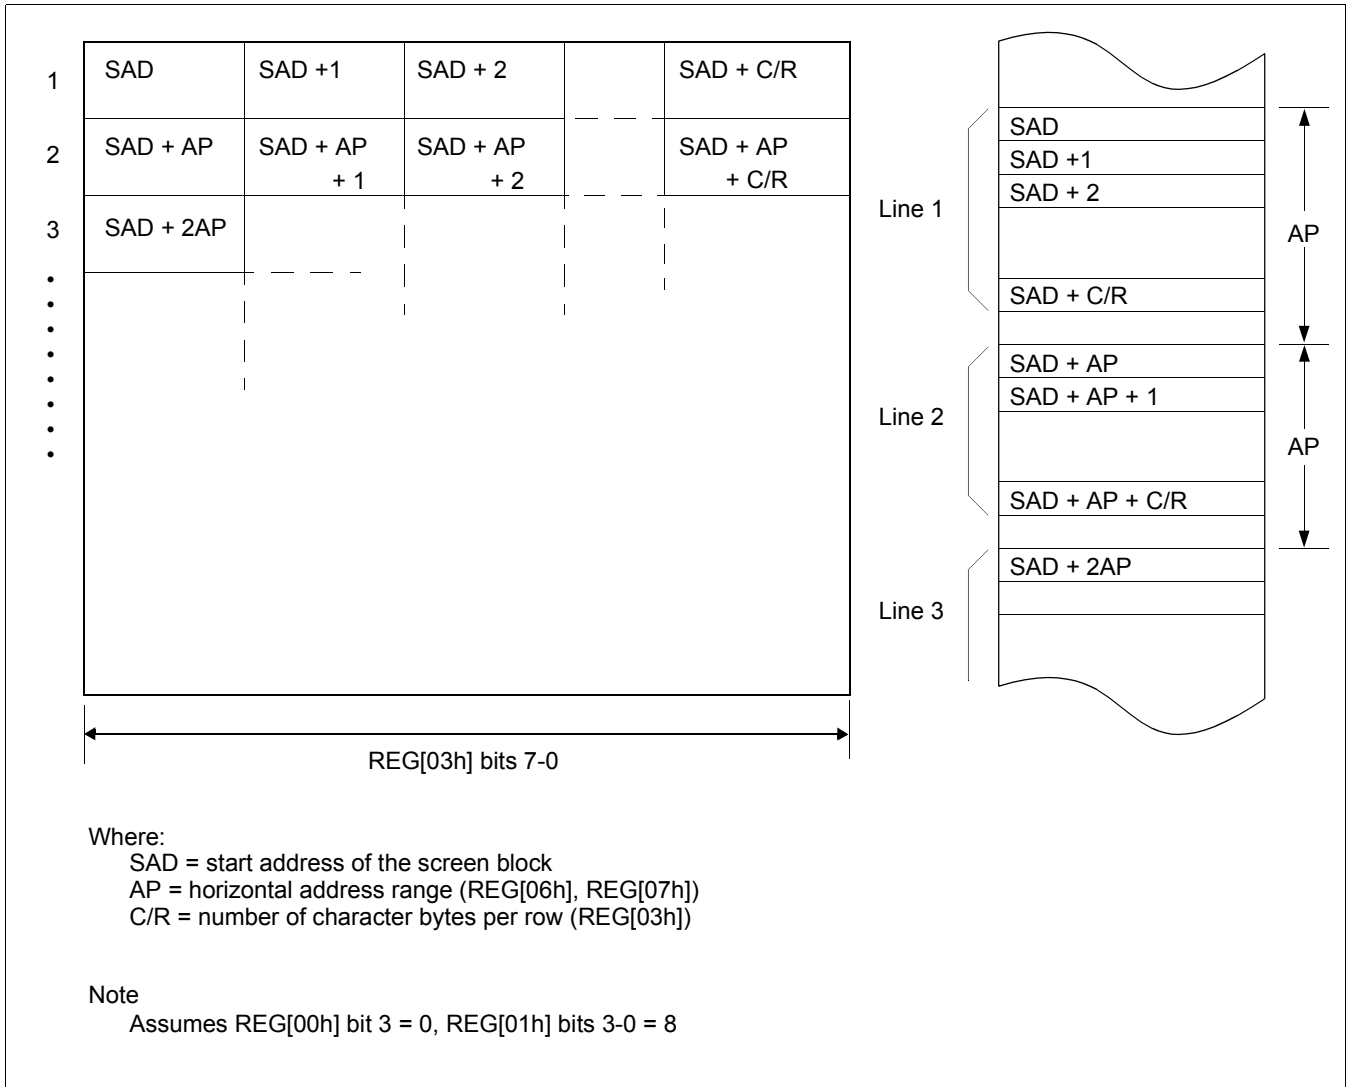 1
SAD
SAD +1
SAD + 2
SAD + C/R
2
SAD + AP
SAD + AP
+ 1
SAD + AP
+ 2
SAD + AP
+ C/R
3
SAD + 2AP
REG[03h] bits 7-0
Line 1
SAD
SAD +1
SAD + 2
SAD + C/R
AP
Line 2
SAD + AP
SAD + AP + 1
SAD + AP + C/R
AP
Line 3
SAD + 2AP
Where:
SAD = start address of the screen block
AP = horizontal address range (REG[06h], REG[07h])
C/R = number of character bytes per row (REG[03h])
Note
Assumes REG[00h] bit 3 = 0, REG[01h] bits 3-0 = 8